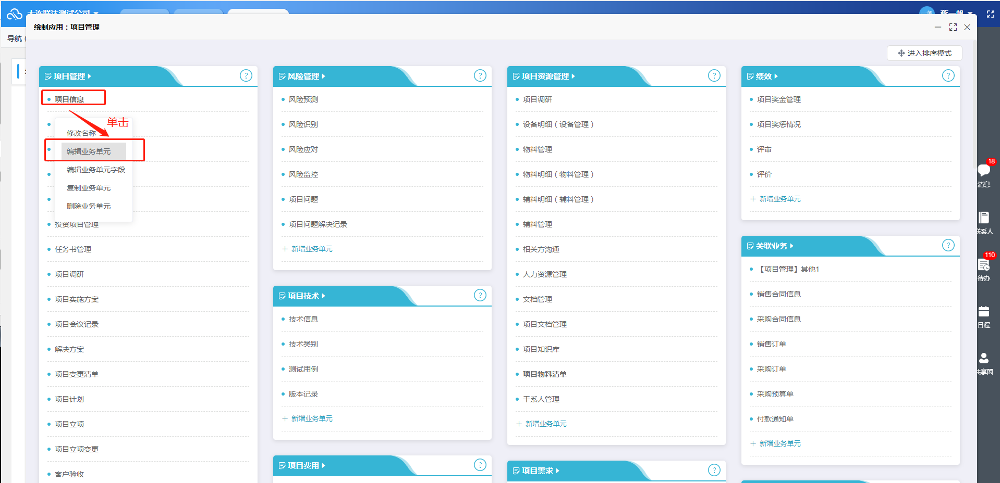 大连联达测试公司
蒋一帆
绘制应用：项目管理
导航
进入排序模式
项目管理
项目信息
单击
修改名称
编辑业务单元
编辑业务单元字段
复制业务单元
删除业务单元
投资项目管理
任务书管理
项目调研
项目实施方案
项目会议记录
解决方案
项目变更清单
项目计划
项目立项
项目立项变更
客户验收
风险管理
风险预测
风险识别
风险应对
风险监控
项目问题
项目问题解决记录
新增业务单元
项目技术
技术信息
技术类别
测试用例
版本记录
新增业务单元
项目费用
项目资源管理
项目调研
设备明细（设备管理）
物料管理
物料明细（物料管理）
辅料明细（辅料管理）
辅料管理
相关方沟通
人力资源管理
文档管理
项目文档管理
项目知识库
项目物料清单
干系人管理
新增业务单元
项目需求
绩效
项目奖金管理
项目奖惩情况
评审
评价
新增业务单元
关联业务
【项目管理】其他1
销售合同信息
采购合同信息
销售订单
采购订单
采购预算单
付款通知单
新增业务单元
18
消息
联系人
110
待办
日程
共享圈